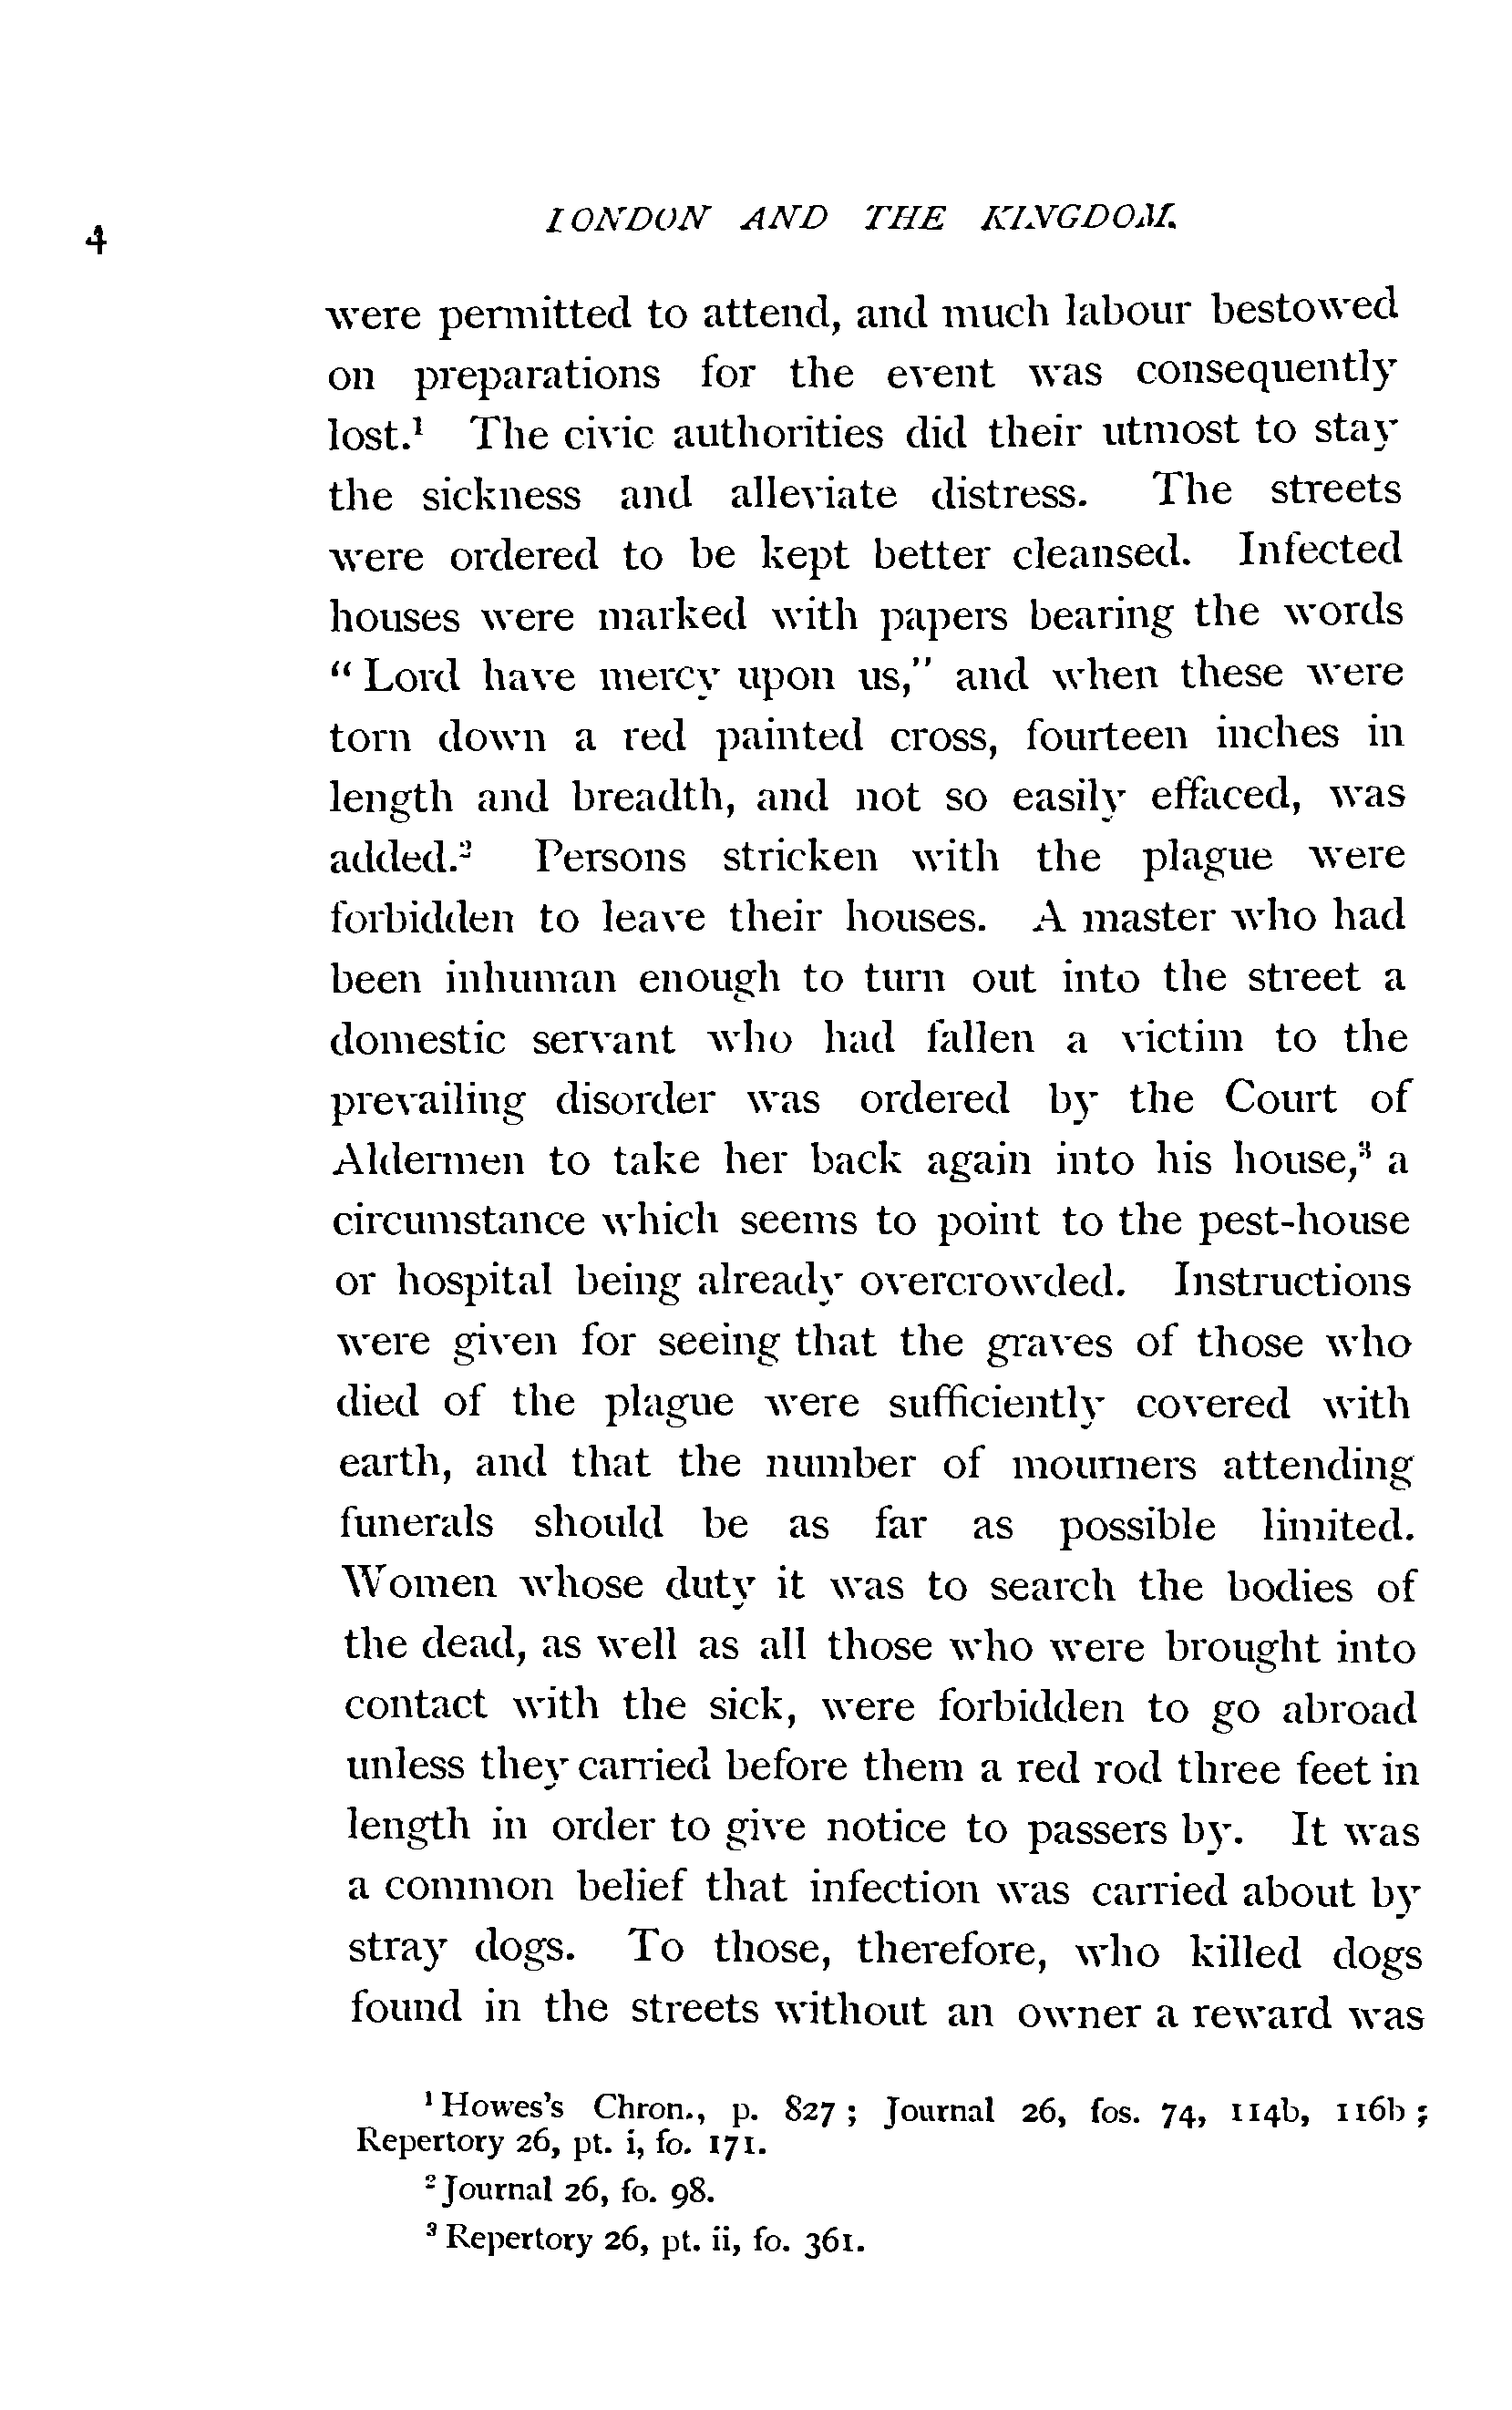 4
LONDON AND THE KINGDOM.
were permitted to attend, and much labour bestowed
on preparations for the event was consequently
lost.¹ The civic authorities did their utmost to stay
the sickness and alleviate distress. The streets
were ordered to be kept better cleansed. Infected
houses were marked with papers bearing the words
“Lord have mercy upon us,” and when these were
torn down a red painted cross, fourteen inches in
length and breadth, and not so easily effaced, was
added.² Persons stricken with the plague were
forbidden to leave their houses. A master who had
been inhuman enough to turn out into the street a
domestic servant who had fallen a victim to the
prevailing disorder was ordered by the Court of
Aldermen to take her back again into his house,³ a
circumstance which seems to point to the pest-house
or hospital being already overcrowded. Instructions
were given for seeing that the graves of those who
died of the plague were sufficiently covered with
earth, and that the number of mourners attending
funerals should be as far as possible limited.
Women whose duty it was to search the bodies of
the dead, as well as all those who were brought into
contact with the sick, were forbidden to go abroad
unless they carried before them a red rod three feet in
length in order to give notice to passers by. It was
a common belief that infection was carried about by
stray dogs. To those, therefore, who killed dogs
found in the streets without an owner a reward was
¹ Howes's Chron., p. 827; Journal 26, fos. 74, 114b, 116b;
Repertory 26, pt. i, fo. 171.
² Journal 26, fo. 98.
³ Repertory 26, pt. ii, fo. 361.